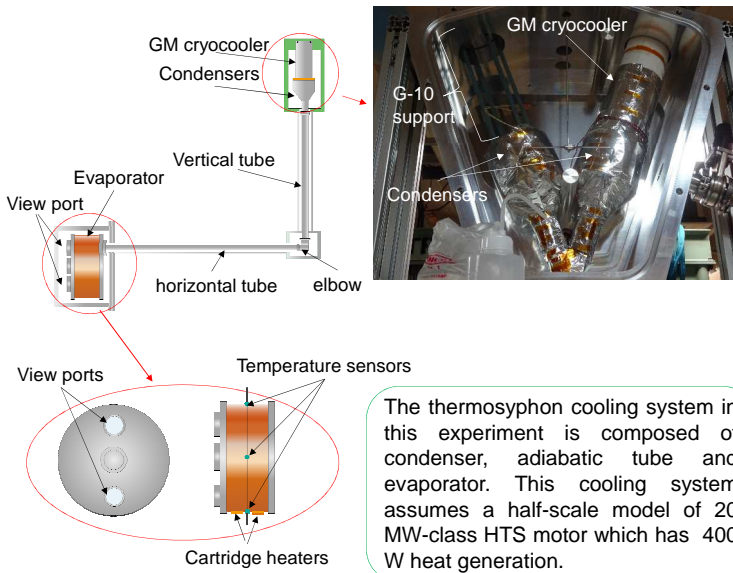 GM cryocooler
Condensers
Vertical tube
Evaporator
View port
horizontal tube
elbow
GM cryocooler
G-10
support
Condensers
View ports
Temperature sensors
Cartridge heaters
The thermosyphon cooling system in
this experiment is composed of
condenser, adiabatic tube and
evaporator. This cooling system
assumes a half-scale model of 20
MW-class HTS motor which has 400
W heat generation.